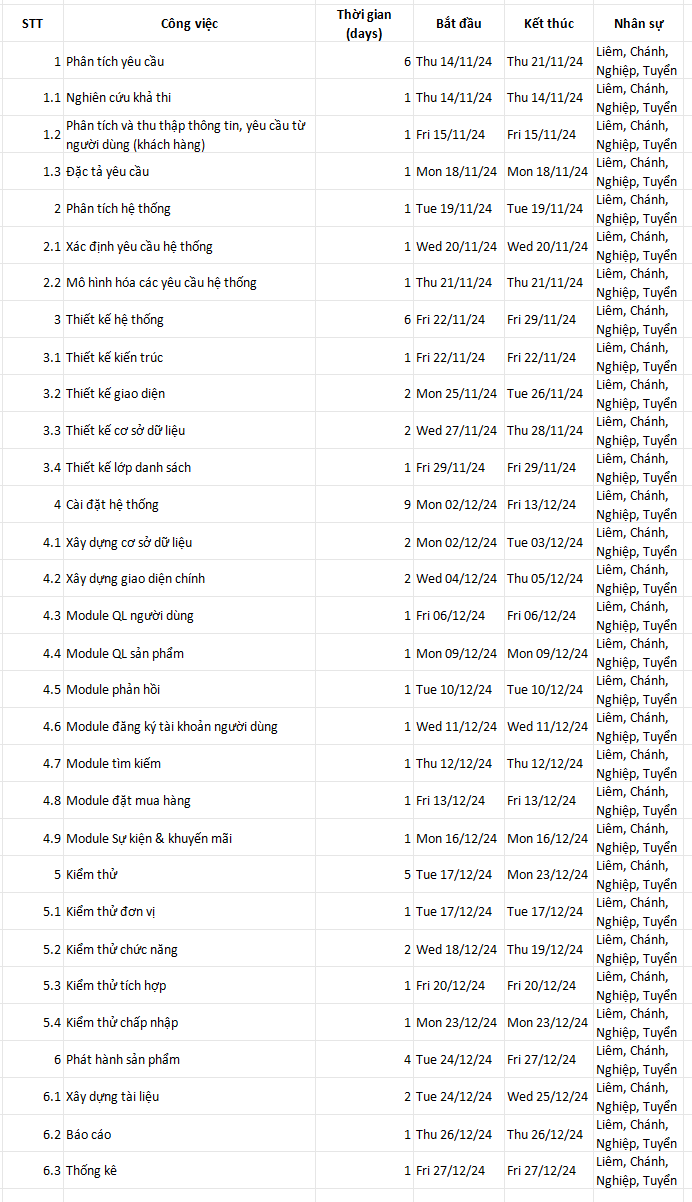 STT Công việc Thời gian (days) Bắt đầu Kết thúc Nhân sự
1 Phân tích yêu cầu 6 Thu 14/11/24 Thu 21/11/24 Liêm, Chánh, Nghiệp, Tuyển
1.1 Nghiên cứu khả thi 1 Thu 14/11/24 Thu 14/11/24 Liêm, Chánh, Nghiệp, Tuyển
1.2 Phân tích và thu thập thông tin, yêu cầu từ người dùng (khách hàng) 1 Fri 15/11/24 Fri 15/11/24 Liêm, Chánh, Nghiệp, Tuyển
1.3 Đặc tả yêu cầu 1 Mon 18/11/24 Mon 18/11/24 Liêm, Chánh, Nghiệp, Tuyển
2 Phân tích hệ thống 1 Tue 19/11/24 Tue 19/11/24 Liêm, Chánh, Nghiệp, Tuyển
2.1 Xác định yêu cầu hệ thống 1 Wed 20/11/24 Wed 20/11/24 Liêm, Chánh, Nghiệp, Tuyển
2.2 Mô hình hóa các yêu cầu hệ thống 1 Thu 21/11/24 Thu 21/11/24 Liêm, Chánh, Nghiệp, Tuyển
3 Thiết kế hệ thống 6 Fri 22/11/24 Fri 29/11/24 Liêm, Chánh, Nghiệp, Tuyển
3.1 Thiết kế kiến trúc 1 Fri 22/11/24 Fri 22/11/24 Liêm, Chánh, Nghiệp, Tuyển
3.2 Thiết kế giao diện 2 Mon 25/11/24 Tue 26/11/24 Liêm, Chánh, Nghiệp, Tuyển
3.3 Thiết kế cơ sở dữ liệu 2 Wed 27/11/24 Thu 28/11/24 Liêm, Chánh, Nghiệp, Tuyển
3.4 Thiết kế lớp danh sách 1 Fri 29/11/24 Fri 29/11/24 Liêm, Chánh, Nghiệp, Tuyển
4 Cài đặt hệ thống 9 Mon 02/12/24 Fri 13/12/24 Liêm, Chánh, Nghiệp, Tuyển
4.1 Xây dựng cơ sở dữ liệu 2 Mon 02/12/24 Tue 03/12/24 Liêm, Chánh, Nghiệp, Tuyển
4.2 Xây dựng giao diện chính 2 Wed 04/12/24 Thu 05/12/24 Liêm, Chánh, Nghiệp, Tuyển
4.3 Module QL người dùng 1 Fri 06/12/24 Fri 06/12/24 Liêm, Chánh, Nghiệp, Tuyển
4.4 Module QL sản phẩm 1 Mon 09/12/24 Mon 09/12/24 Liêm, Chánh, Nghiệp, Tuyển
4.5 Module phản hồi 1 Tue 10/12/24 Tue 10/12/24 Liêm, Chánh, Nghiệp, Tuyển
4.6 Module đăng ký tài khoản người dùng 1 Wed 11/12/24 Wed 11/12/24 Liêm, Chánh, Nghiệp, Tuyển
4.7 Module tìm kiếm 1 Thu 12/12/24 Thu 12/12/24 Liêm, Chánh, Nghiệp, Tuyển
4.8 Module đặt mua hàng 1 Fri 13/12/24 Fri 13/12/24 Liêm, Chánh, Nghiệp, Tuyển
4.9 Module Sự kiện & khuyến mãi 1 Mon 16/12/24 Mon 16/12/24 Liêm, Chánh, Nghiệp, Tuyển
5 Kiểm thử 5 Tue 17/12/24 Mon 23/12/24 Liêm, Chánh, Nghiệp, Tuyển
5.1 Kiểm thử đơn vị 1 Tue 17/12/24 Tue 17/12/24 Liêm, Chánh, Nghiệp, Tuyển
5.2 Kiểm thử chức năng 2 Wed 18/12/24 Thu 19/12/24 Liêm, Chánh, Nghiệp, Tuyển
5.3 Kiểm thử tích hợp 1 Fri 20/12/24 Fri 20/12/24 Liêm, Chánh, Nghiệp, Tuyển
5.4 Kiểm thử chấp nhập 1 Mon 23/12/24 Mon 23/12/24 Liêm, Chánh, Nghiệp, Tuyển
6 Phát hành sản phẩm 4 Tue 24/12/24 Fri 27/12/24 Liêm, Chánh, Nghiệp, Tuyển
6.1 Xây dựng tài liệu 2 Tue 24/12/24 Wed 25/12/24 Liêm, Chánh, Nghiệp, Tuyển
6.2 Báo cáo 1 Thu 26/12/24 Thu 26/12/24 Liêm, Chánh, Nghiệp, Tuyển
6.3 Thống kê 1 Fri 27/12/24 Fri 27/12/24 Liêm, Chánh, Nghiệp, Tuyển